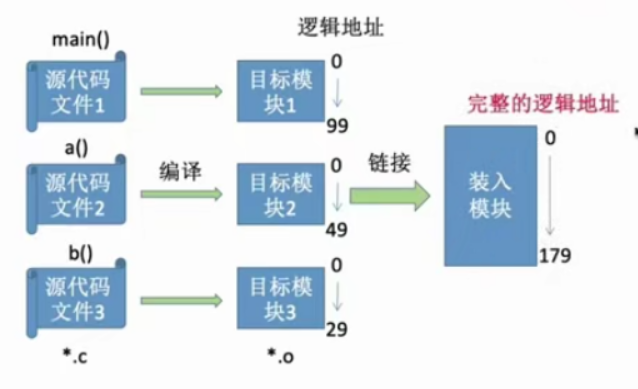 逻辑地址
main()
源代码
文件1
目标模
块1
0
99
完整的逻辑地址
a()
源代码
文件2
编译
目标模
块2
0
49
链接
装入
模块
0
179
b()
源代码
文件3
目标模
块3
0
29
*.c
*.o